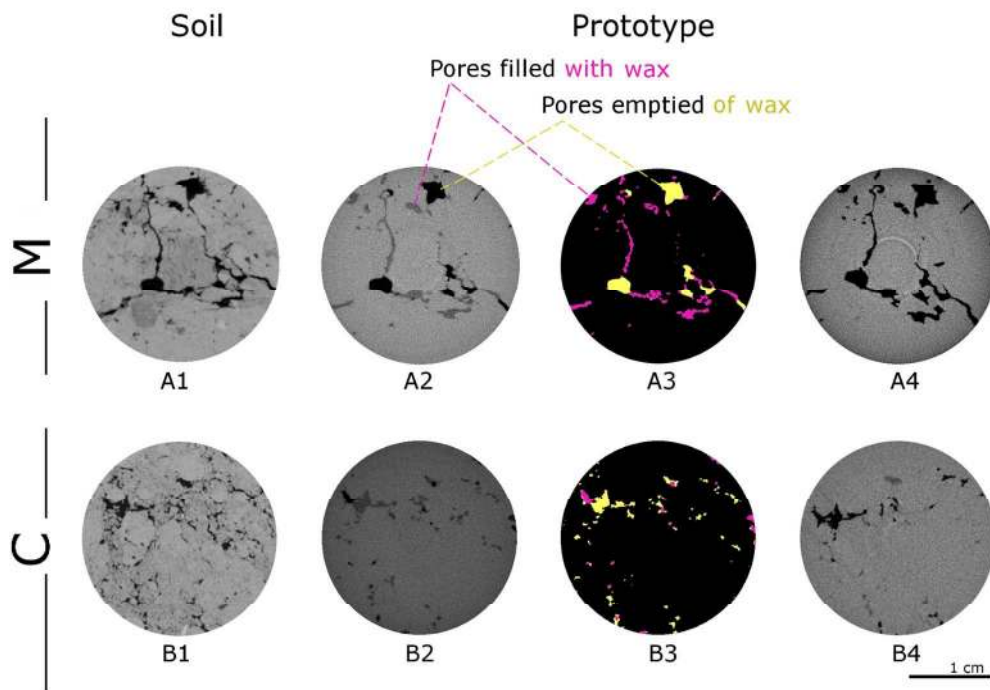 Soil
Prototype
Pores filled with wax
Pores emptied of wax
M
A1
A2
A3
A4
C
B1
B2
B3
B4
1 cm